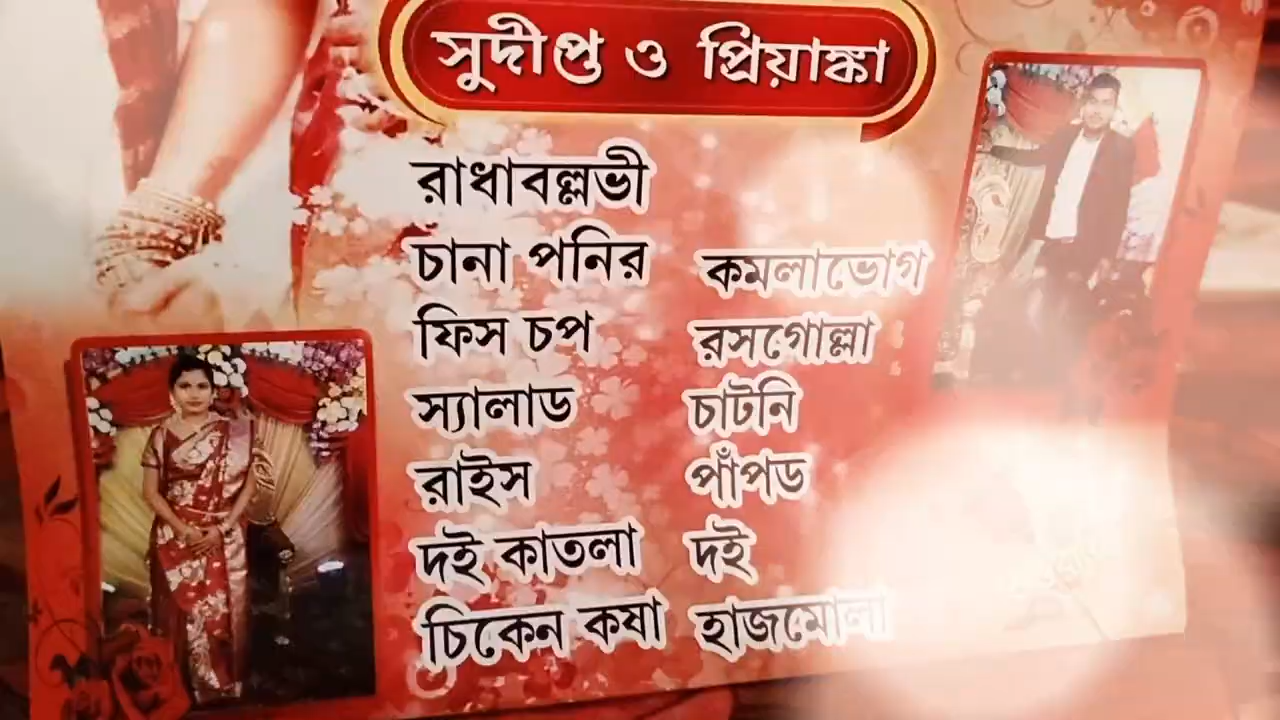 সুদীপ্ত ও প্রিয়াঙ্কা
রাধাবল্লভী
চানা পনির
ফিস চপ
স্যালাড
রাইস
দই কাতলা
চিকেন কষা
কমলাভোগ
রসগোল্লা
চাটনি
পাঁপড
দই
হাজমোলা